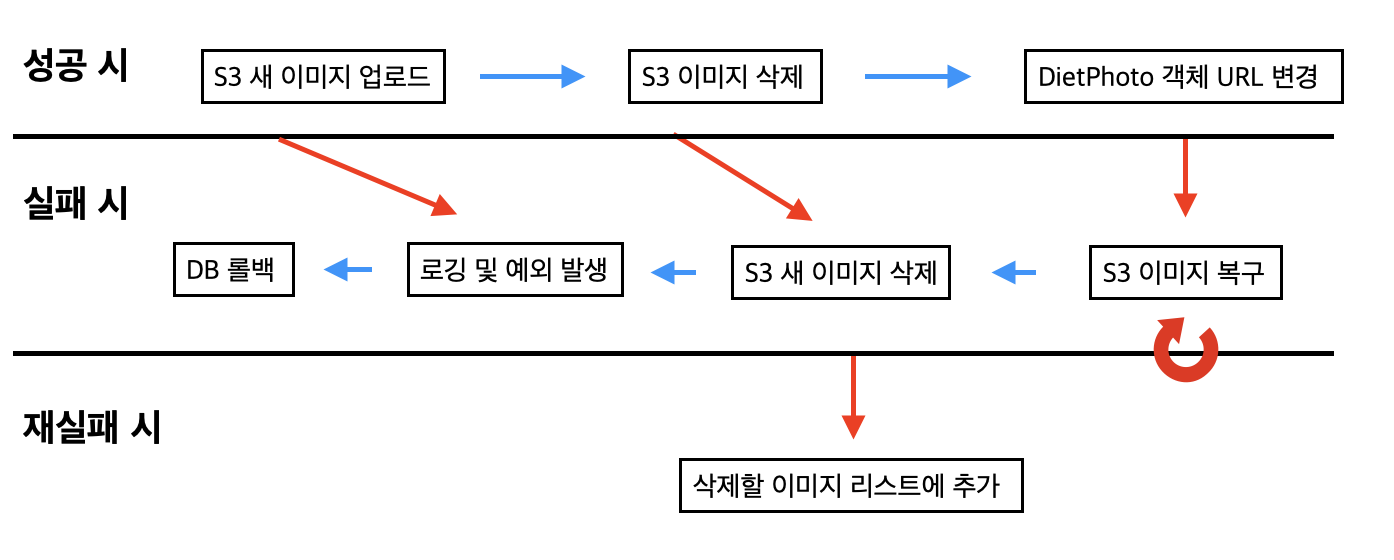 성공 시
S3 새 이미지 업로드
S3 이미지 삭제
DietPhoto 객체 URL 변경
실패 시
DB 롤백
로깅 및 예외 발생
S3 새 이미지 삭제
S3 이미지 복구
재실패 시
삭제할 이미지 리스트에 추가